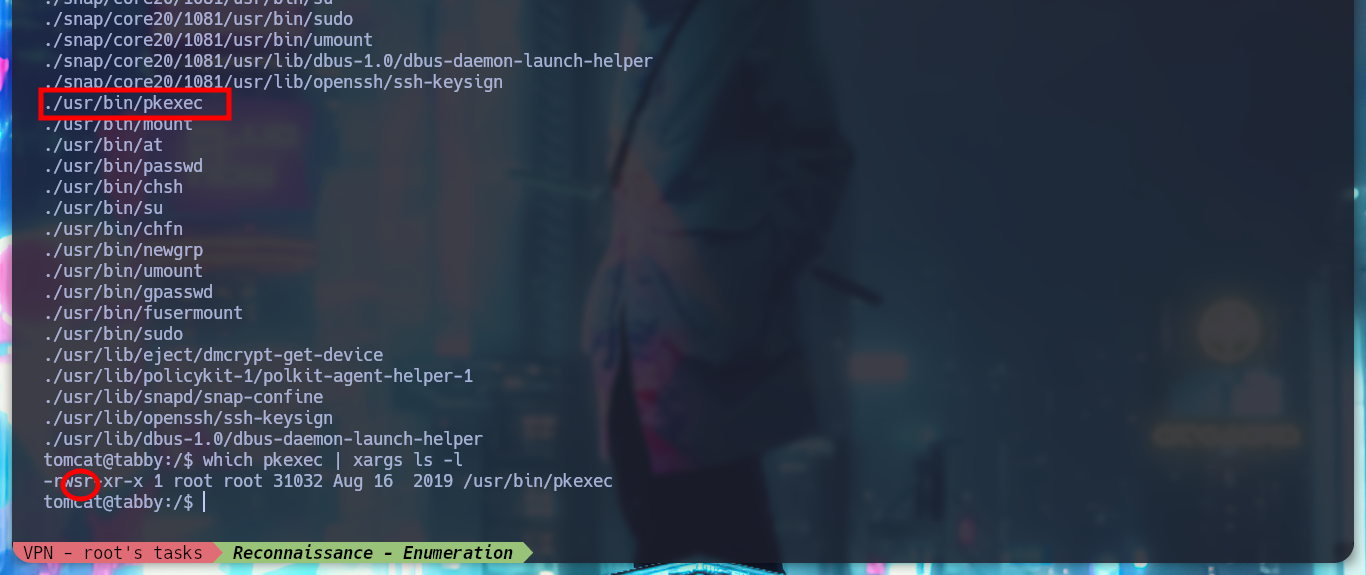 ./snap/core20/1081/usr/bin/su
./snap/core20/1081/usr/bin/sudo
./snap/core20/1081/usr/bin/umount
./snap/core20/1081/usr/lib/dbus-1.0/dbus-daemon-launch-helper
./snap/core20/1081/usr/lib/openssh/ssh-keysign
./usr/bin/pkexec
./usr/bin/mount
./usr/bin/at
./usr/bin/passwd
./usr/bin/chsh
./usr/bin/su
./usr/bin/chfn
./usr/bin/newgrp
./usr/bin/umount
./usr/bin/gpasswd
./usr/bin/fusermount
./usr/bin/sudo
./usr/lib/eject/dmcrypt-get-device
./usr/lib/policykit-1/polkit-agent-helper-1
./usr/lib/snapd/snap-confine
./usr/lib/openssh/ssh-keysign
./usr/lib/dbus-1.0/dbus-daemon-launch-helper
tomcat@tabby:/$ which pkexec | xargs ls -l
-rwsr-xr-x 1 root root 31032 Aug 16  2019 /usr/bin/pkexec
tomcat@tabby:/$
VPN - root's tasks Reconnaissance - Enumeration